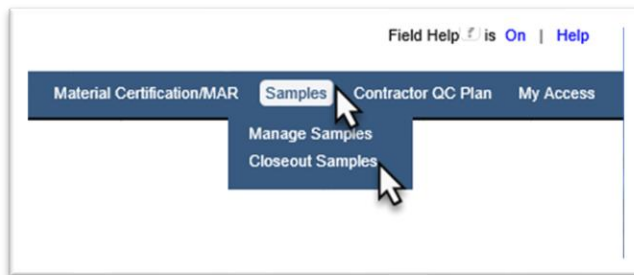 Field Help is On | Help
Material Certification/MAR Samples Contractor QC Plan My Access
Manage Samples
Closeout Samples